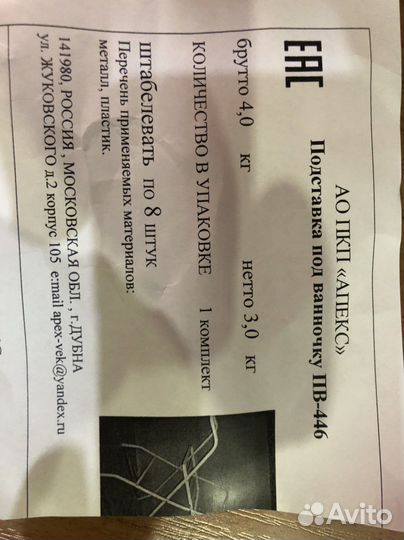 АО ПКП «АПЕКС»
Подставка под ванночку ПВ-446
ЕАС
брутто 4,0 кг нетто 3,0 кг
КОЛИЧЕСТВО В УПАКОВКЕ 1 комплект
штабелевать по 8 штук
Перечень применяемых материалов:
металл, пластик.
141980, РОССИЯ , МОСКОВСКАЯ ОБЛ. , г.ДУБНА
ул. ЖУКОВСКОГО д.2 корпус 105 e:mail apex-vek@yandex.ru
Avito